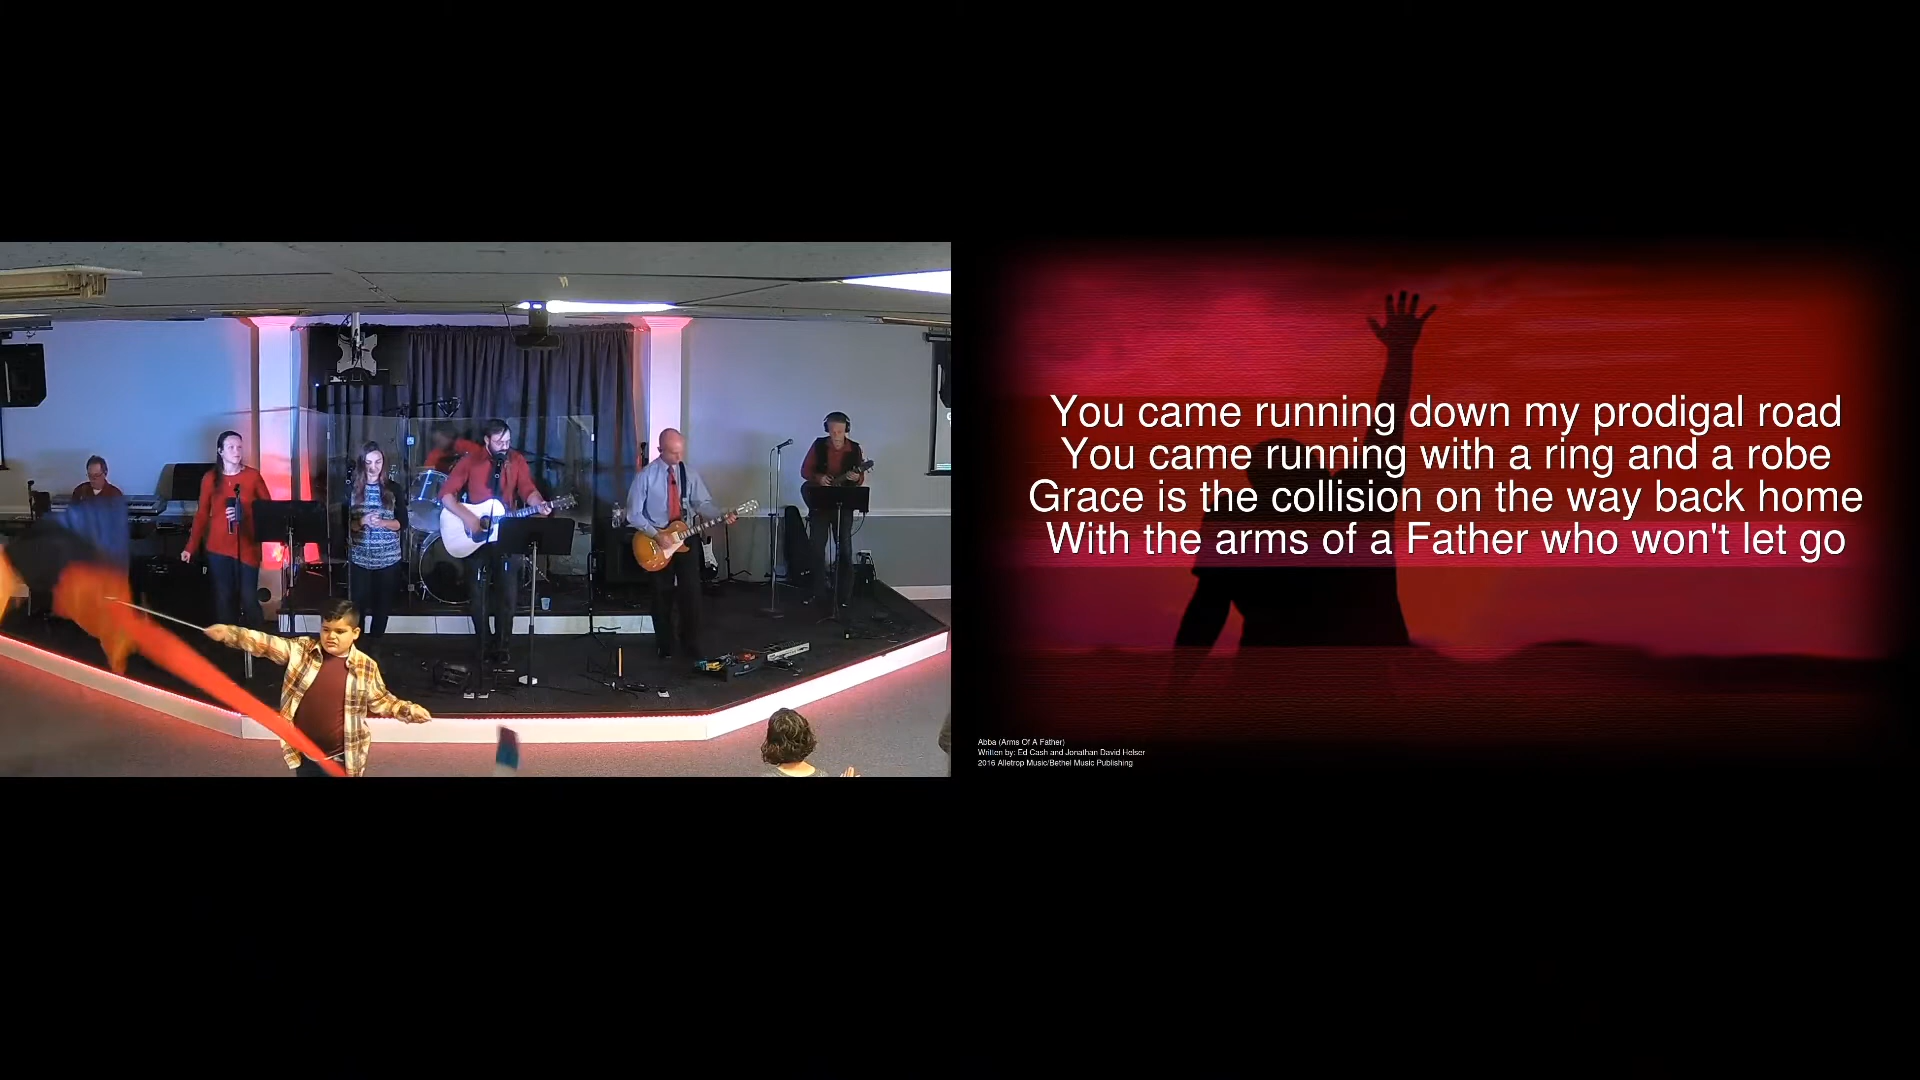 You came running down my prodigal road
You came running with a ring and a robe
Grace is the collision on the way back home
With the arms of a Father who won't let go
Abba (Arms Of A Father)
Written by: Ed Cash and Jonathan David Helser
2016 Alletrop Music/Bethel Music Publishing